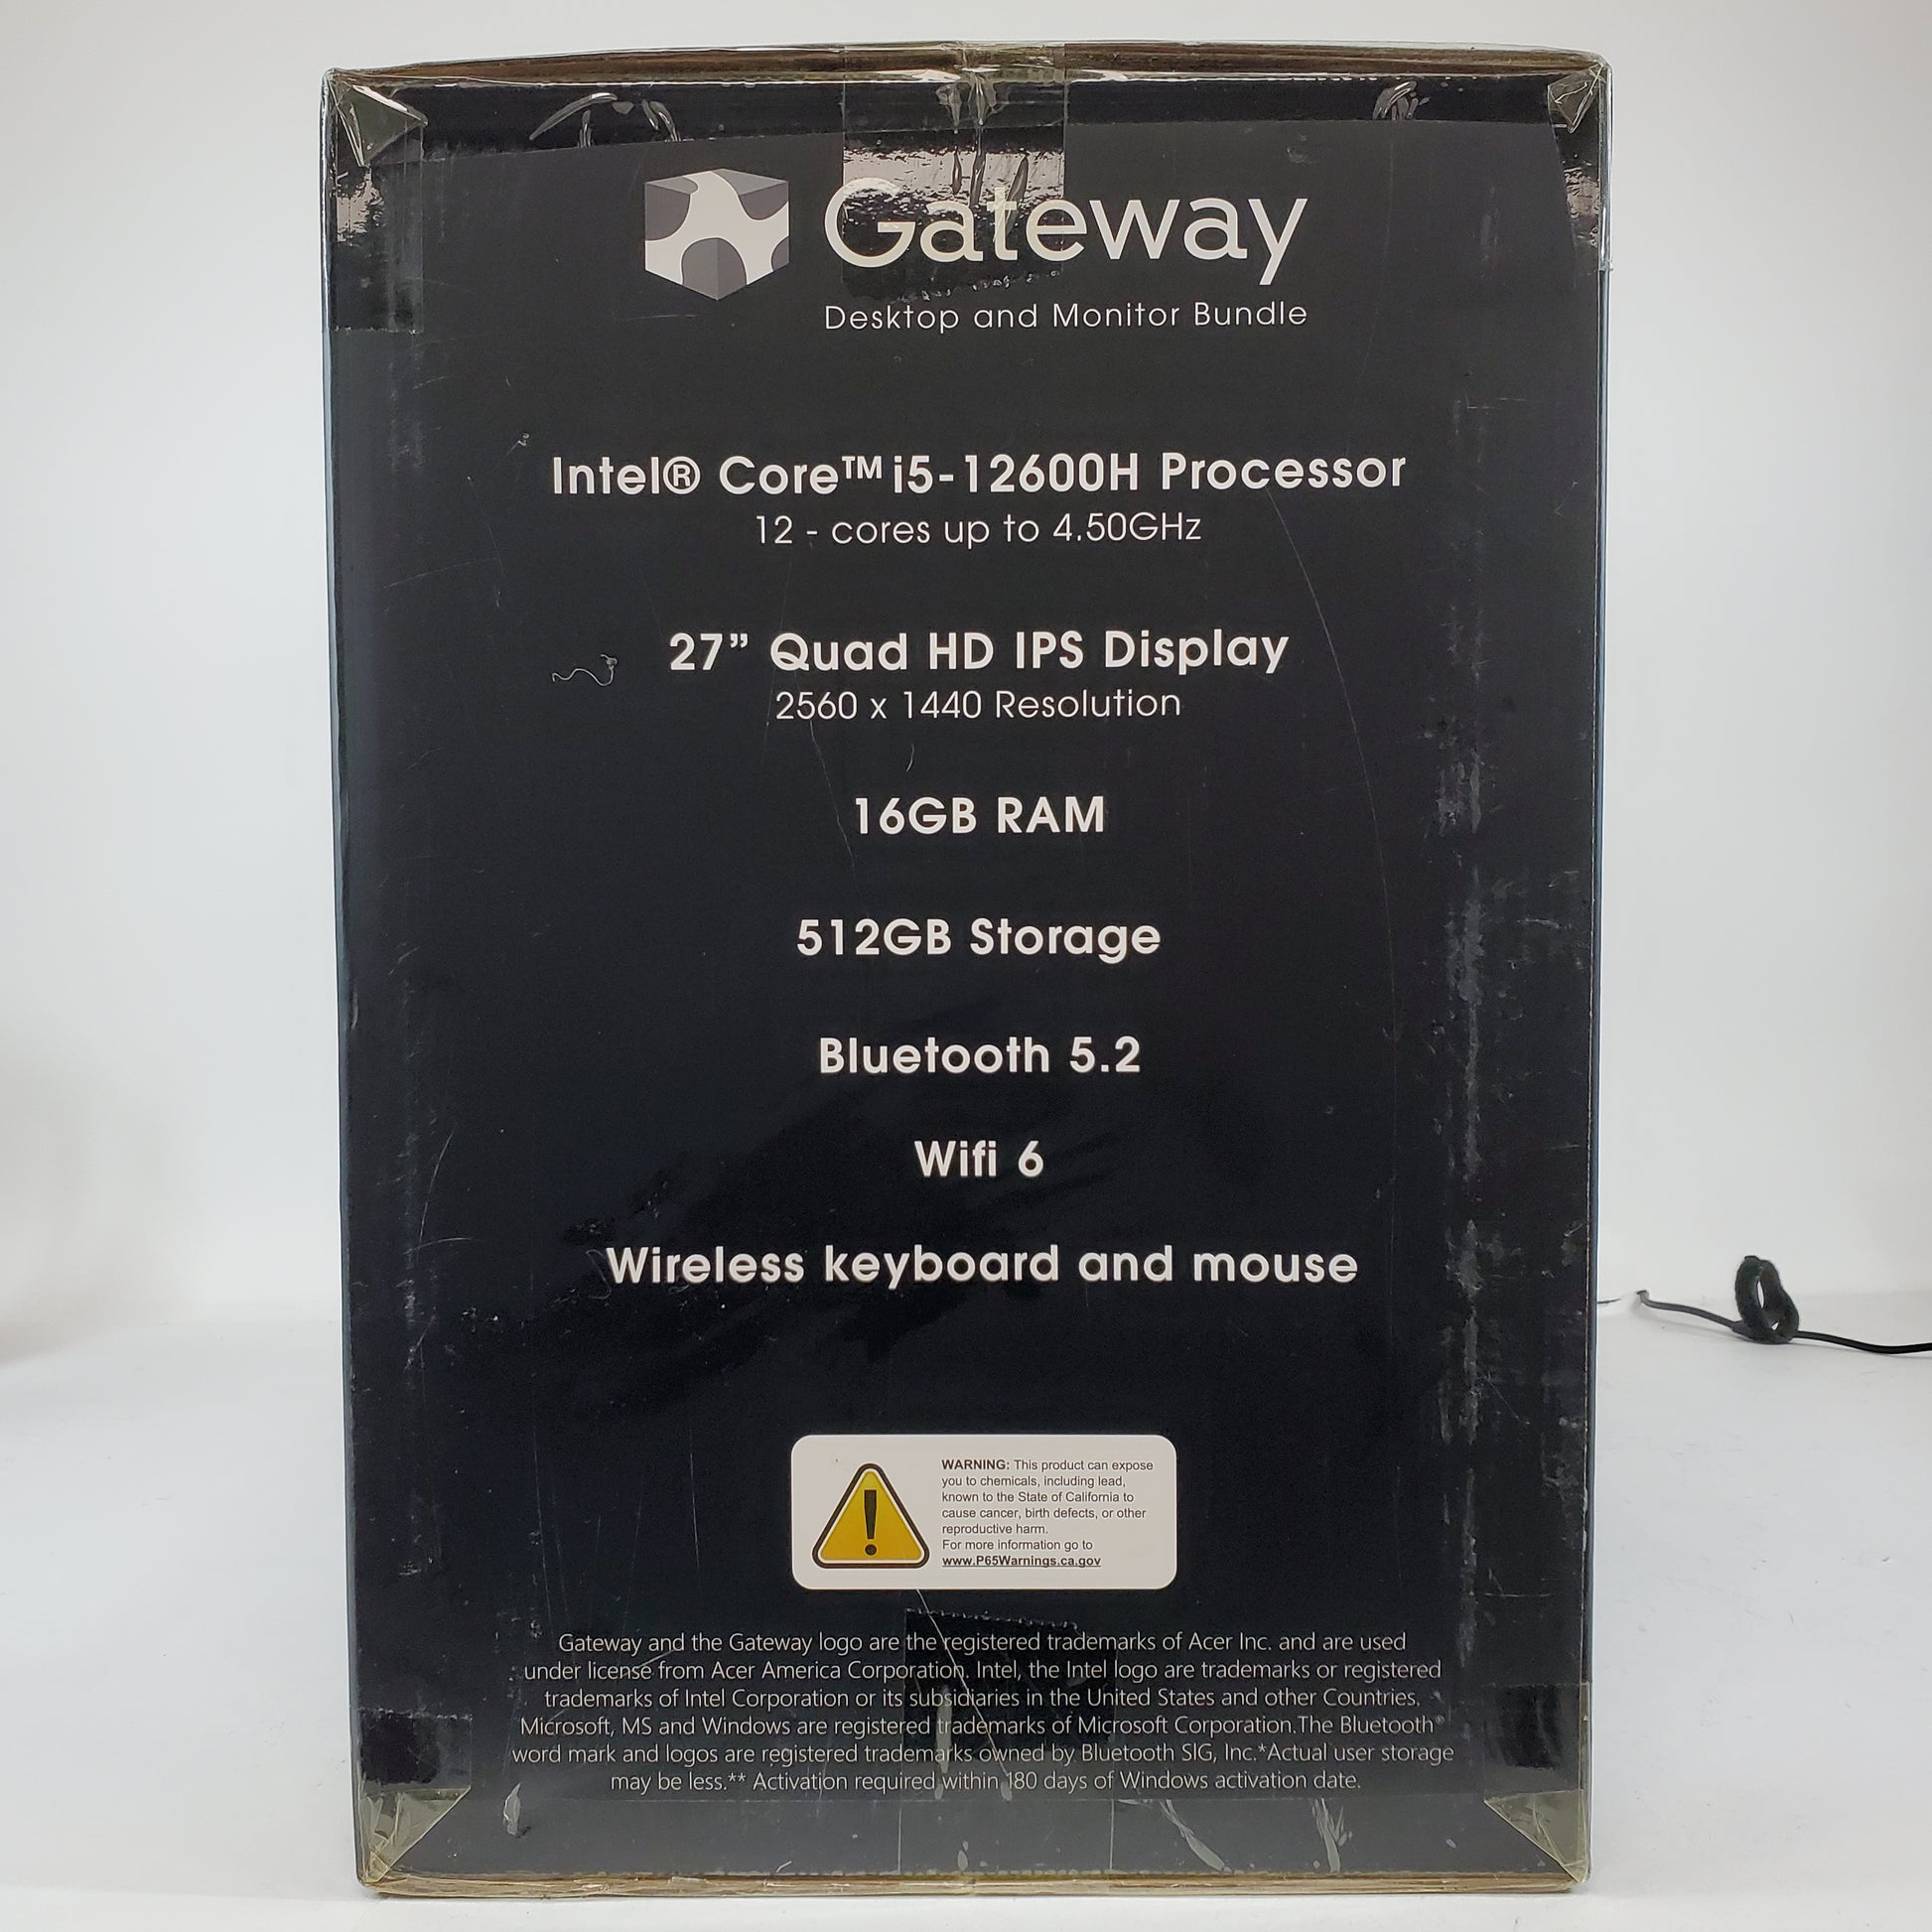 Gateway
Desktop and Monitor Bundle
Intel® Core™ i5-12600H Processor
12 - cores up to 4.50GHz
27” Quad HD IPS Display
2560 x 1440 Resolution
16GB RAM
512GB Storage
Bluetooth 5.2
Wifi 6
Wireless keyboard and mouse
WARNING: This product can expose
you to chemicals, including lead,
known to the State of California to
cause cancer, birth defects, or other
reproductive harm.
For more information go to
www.P65Warnings.ca.gov
Gateway and the Gateway logo are the registered trademarks of Acer Inc. and are used
under license from Acer America Corporation. Intel, the Intel logo are trademarks or registered
trademarks of Intel Corporation or its subsidiaries in the United States and other Countries.
Microsoft, MS and Windows are registered trademarks of Microsoft Corporation.The Bluetooth®
word mark and logos are registered trademarks owned by Bluetooth SIG, Inc.*Actual user storage
may be less.** Activation required within 180 days of Windows activation date.